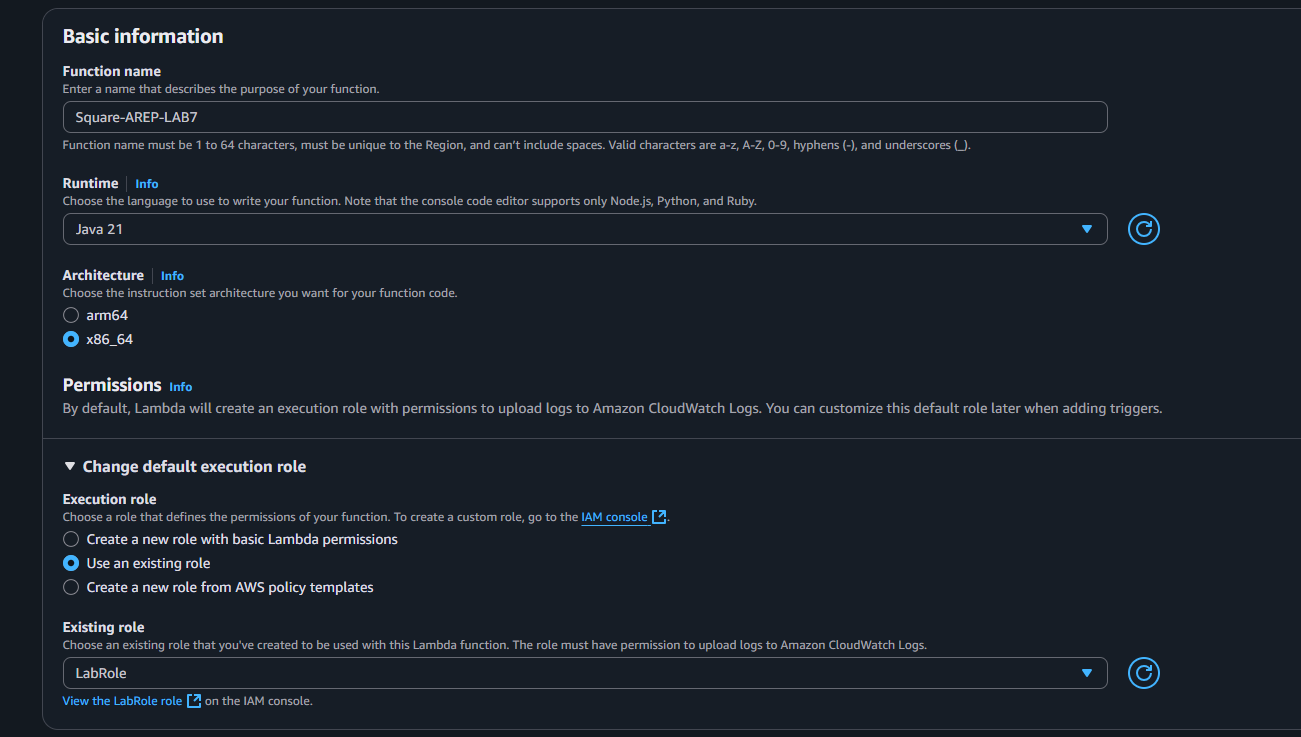 Basic information
Function name
Enter a name that describes the purpose of your function.
Square-AREP-LAB7
Function name must be 1 to 64 characters, must be unique to the Region, and can't include spaces. Valid characters are a-z, A-Z, 0-9, hyphens (-), and underscores (_).
Runtime Info
Choose the language to use to write your function. Note that the console code editor supports only Node.js, Python, and Ruby.
Java 21
Architecture Info
Choose the instruction set architecture you want for your function code.
arm64
x86_64
Permissions Info
By default, Lambda will create an execution role with permissions to upload logs to Amazon CloudWatch Logs. You can customize this default role later when adding triggers.
Change default execution role
Execution role
Choose a role that defines the permissions of your function. To create a custom role, go to the IAM console.
Create a new role with basic Lambda permissions
Use an existing role
Create a new role from AWS policy templates
Existing role
Choose an existing role that you've created to be used with this Lambda function. The role must have permission to upload logs to Amazon CloudWatch Logs.
LabRole
View the LabRole role on the IAM console.